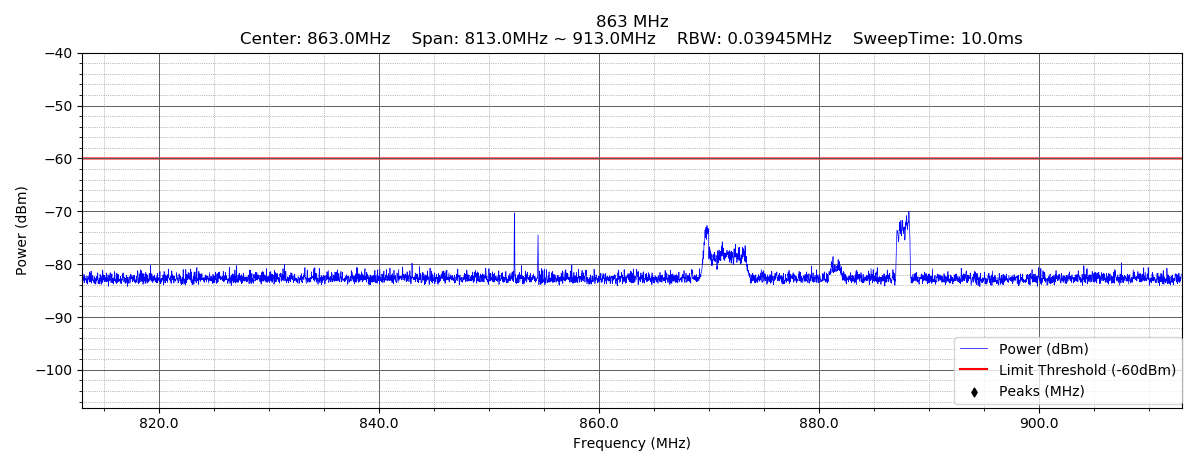 863 MHz
Center: 863.0MHz    Span: 813.0MHz ~ 913.0MHz    RBW: 0.03945MHz    SweepTime: 10.0ms
−40
−50
−60
−70
−80
−90
−100
Power (dBm)
820.0
840.0
860.0
880.0
900.0
Frequency (MHz)
Power (dBm)
Limit Threshold (-60dBm)
Peaks (MHz)